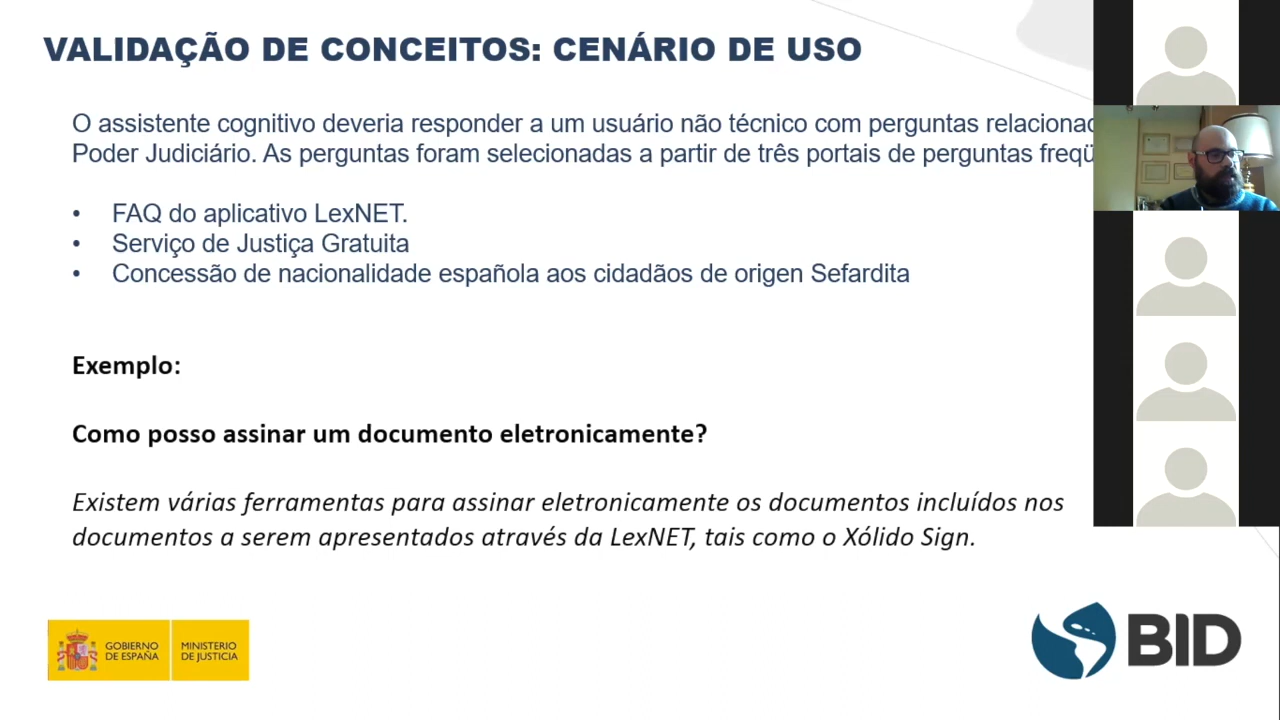 VALIDAÇÃO DE CONCEITOS: CENÁRIO DE USO
O assistente cognitivo deveria responder a um usuário não técnico com perguntas
Poder Judiciário. As perguntas foram selecionadas a partir de três portais de perguntas
• FAQ do aplicativo LexNET.
• Serviço de Justiça Gratuita
• Concessão de nacionalidade española aos cidadãos de origen Sefardita
Exemplo:
Como posso assinar um documento eletronicamente?
Existem várias ferramentas para assinar eletronicamente os documentos incluídos nos
documentos a serem apresentados através da LexNET, tais como o Xólido Sign.
GOBIERNO
DE ESPAÑA
MINISTERIO
DE JUSTICIA
BID